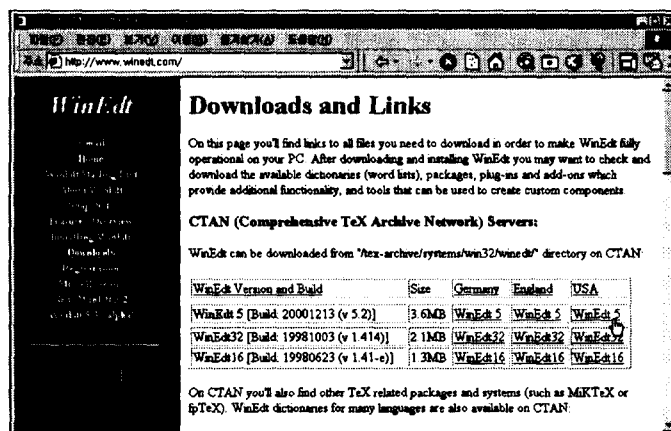 http://www.winedt.com/
WinEdt
Home
Downloads
Downloads and Links
On this page you'll find links to all files you need to download in order to make WinEdt fully
operational on your PC. After downloading and installing WinEdt you may want to check and
download the available dictionaries (word lists), packages, plug-ins and add-ons which
provide additional functionality, and tools that can be used to create custom components.
CTAN (Comprehensive TeX Archive Network) Servers:
WinEdt can be downloaded from "/tex-archive/systems/win32/winedt/" directory on CTAN:
WinEdt Version and Build Size Germany England USA
WinEdt 5 [Build: 20001213 (v 5.2)] 3.6MB WinEdt 5 WinEdt 5 WinEdt 5
WinEdt32 [Build: 19981003 (v 1.414)] 2.1MB WinEdt32 WinEdt32 WinEdt32
WinEdt16 [Build: 19980623 (v 1.41-e)] 1.3MB WinEdt16 WinEdt16 WinEdt16
On CTAN you'll also find other TeX related packages and systems (such as MiKTeX or
fpTeX). WinEdt dictionaries for many languages are also available on CTAN: